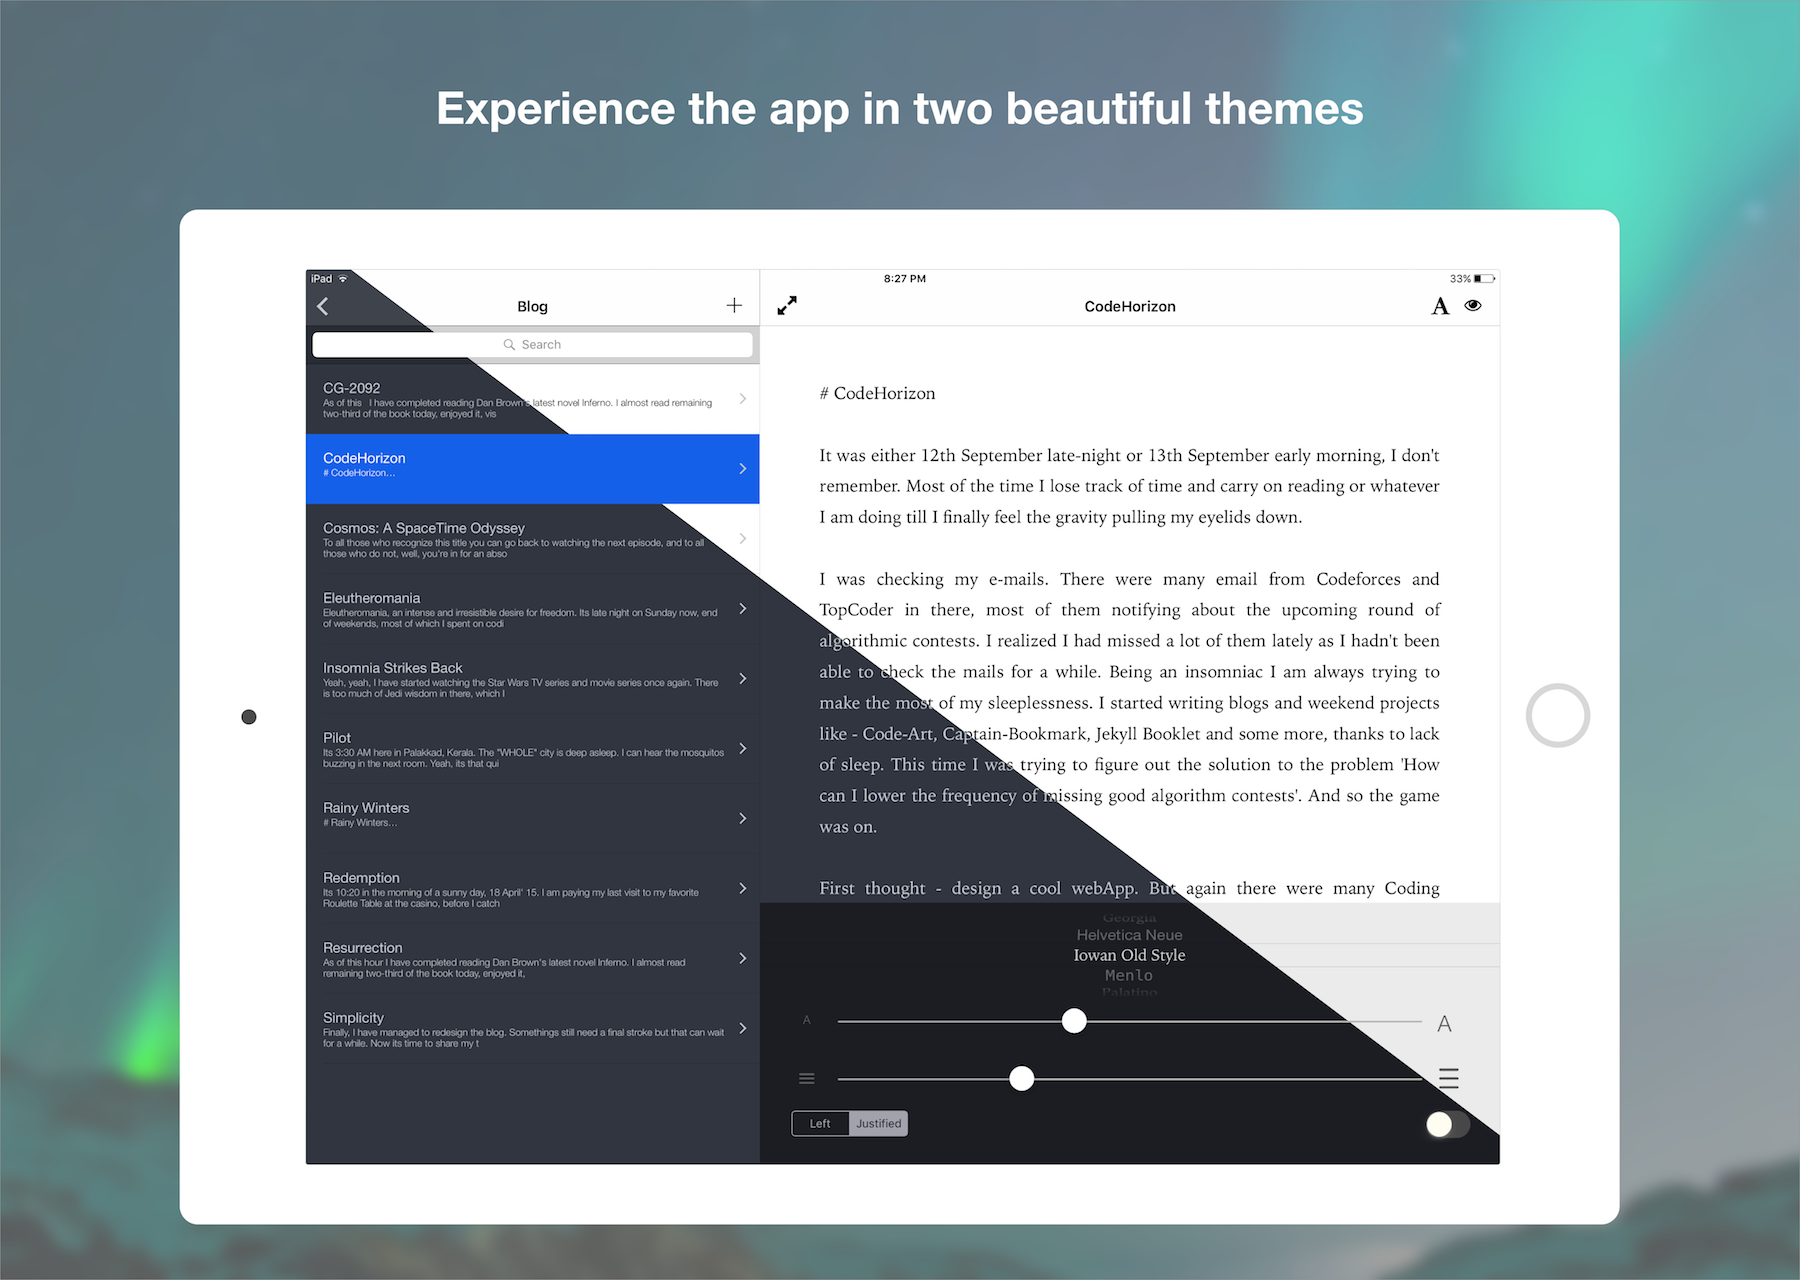 Experience the app in two beautiful themes
iPad
8:27 PM
33%
Blog
CodeHorizon
A
Search
CG-2092
As of this I have completed reading Dan Brown's latest novel Inferno. I almost read remaining
two-third of the book today, enjoyed it, vis
CodeHorizon
# CodeHorizon...
Cosmos: A SpaceTime Odyssey
To all those who recognize this title you can go back to watching the next episode, and to all
those who do not, well, you're in for an abso
Eleutheromania
Eleutheromania, an intense and irresistible desire for freedom. Its late night on Sunday now, end
of weekends, most of which I spent on codi
Insomnia Strikes Back
Yeah, yeah, I have started watching the Star Wars TV series and movie series once again. There
is too much of Jedi wisdom in there, which I
Pilot
Its 3:30 AM here in Palakkad, Kerala. The "WHOLE" city is deep asleep. I can hear the mosquitos
buzzing in the next room. Yeah, its that qui
Rainy Winters
# Rainy Winters...
Redemption
Its 10:20 in the morning of a sunny day, 18 April' 15. I am paying my last visit to my favorite
Roulette Table at the casino, before I catch
Resurrection
As of this hour I have completed reading Dan Brown's latest novel Inferno. I almost read
remaining two-third of the book today, enjoyed it,
Simplicity
Finally, I have managed to redesign the blog. Somethings still need a final stroke but that can wait
for a while. Now its time to share my t
# CodeHorizon
It was either 12th September late-night or 13th September early morning, I don't
remember. Most of the time I lose track of time and carry on reading or whatever
I am doing till I finally feel the gravity pulling my eyelids down.
I was checking my e-mails. There were many email from Codeforces and
TopCoder in there, most of them notifying about the upcoming round of
algorithmic contests. I realized I had missed a lot of them lately as I hadn't been
able to check the mails for a while. Being an insomniac I am always trying to
make the most of my sleeplessness. I started writing blogs and weekend projects
like - Code-Art, Captain-Bookmark, Jekyll Booklet and some more, thanks to lack
of sleep. This time I was trying to figure out the solution to the problem 'How
can I lower the frequency of missing good algorithm contests'. And so the game
was on.
First thought - design a cool webApp. But again there were many Coding
Georgia
Helvetica Neue
Iowan Old Style
Menlo
Palatino
A
A
Left
Justified